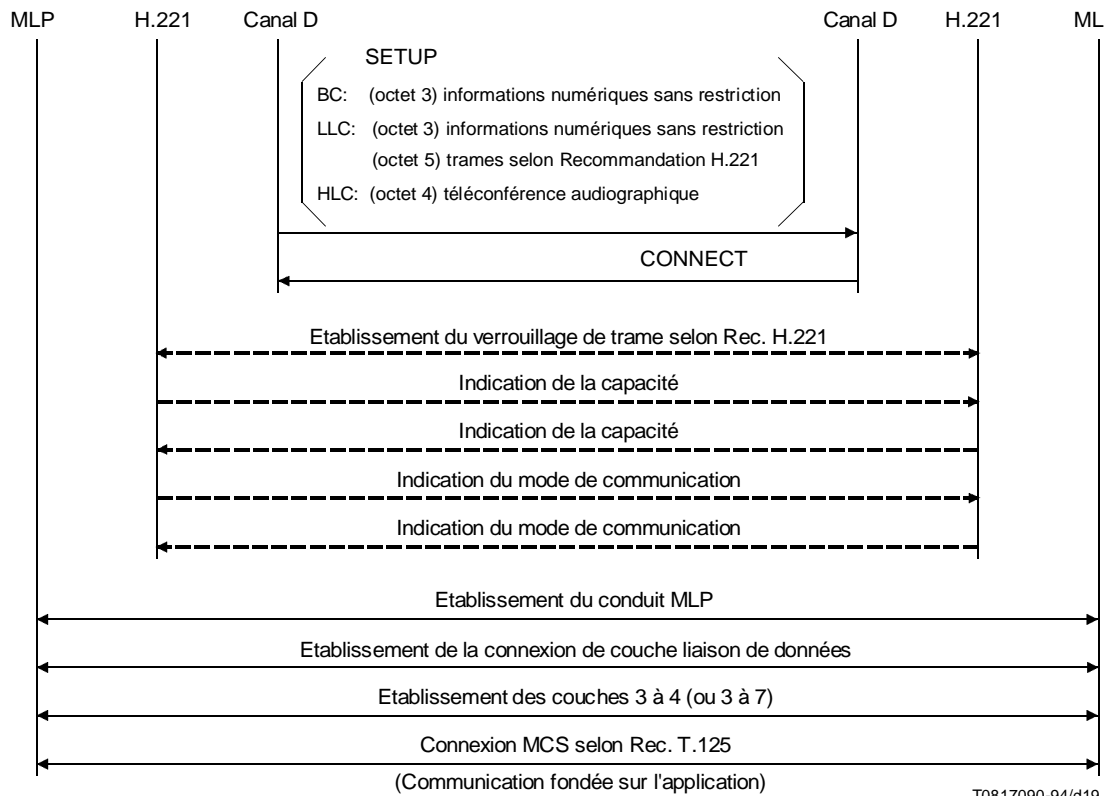 MLP H.221 Canal D Canal D H.221 ML
SETUP
BC: (octet 3) informations numériques sans restriction
LLC: (octet 3) informations numériques sans restriction
(octet 5) trames selon Recommandation H.221
HLC: (octet 4) téléconférence audiographique
CONNECT
Etablissement du verrouillage de trame selon Rec. H.221
Indication de la capacité
Indication de la capacité
Indication du mode de communication
Indication du mode de communication
Etablissement du conduit MLP
Etablissement de la connexion de couche liaison de données
Etablissement des couches 3 à 4 (ou 3 à 7)
Connexion MCS selon Rec. T.125
(Communication fondée sur l'application)
T0817090-94/d19